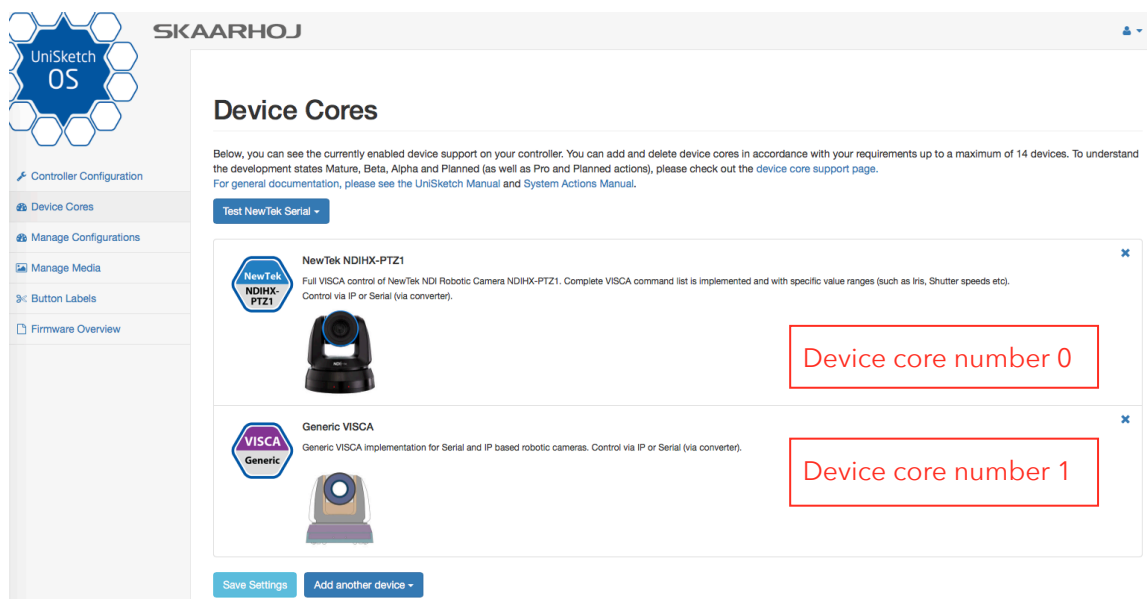 SKAARHOJ
UniSketch
OS
Controller Configuration
Device Cores
Manage Configurations
Manage Media
Button Labels
Firmware Overview
Device Cores
Below, you can see the currently enabled device support on your controller. You can add and delete device cores in accordance with your requirements up to a maximum of 14 devices. To understand
the development states Mature, Beta, Alpha and Planned (as well as Pro and Planned actions), please check out the device core support page.
For general documentation, please see the UniSketch Manual and System Actions Manual.
Test NewTek Serial
NewTek
NDIHX-
PTZ1
NewTek NDIHX-PTZ1
Full VISCA control of NewTek NDI Robotic Camera NDIHX-PTZ1. Complete VISCA command list is implemented and with specific value ranges (such as Iris, Shutter speeds etc).
Control via IP or Serial (via converter).
Device core number 0
VISCA
Generic
Generic VISCA
Generic VISCA implementation for Serial and IP based robotic cameras. Control via IP or Serial (via converter).
Device core number 1
Save Settings
Add another device